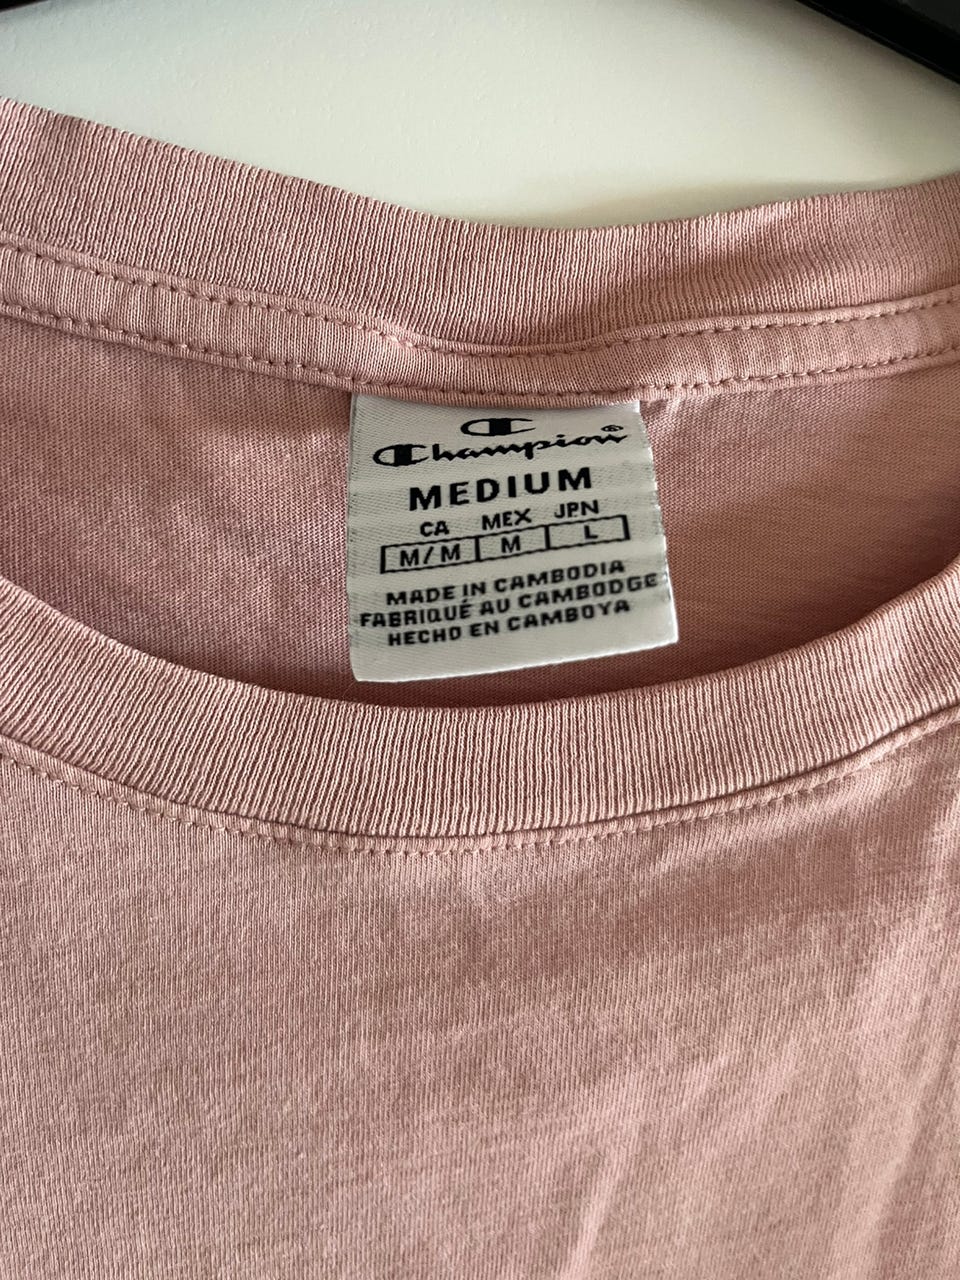 Champion®
MEDIUM
CA MEX JPN
M/M M L
MADE IN CAMBODIA
FABRIQUÉ AU CAMBODGE
HECHO EN CAMBOYA